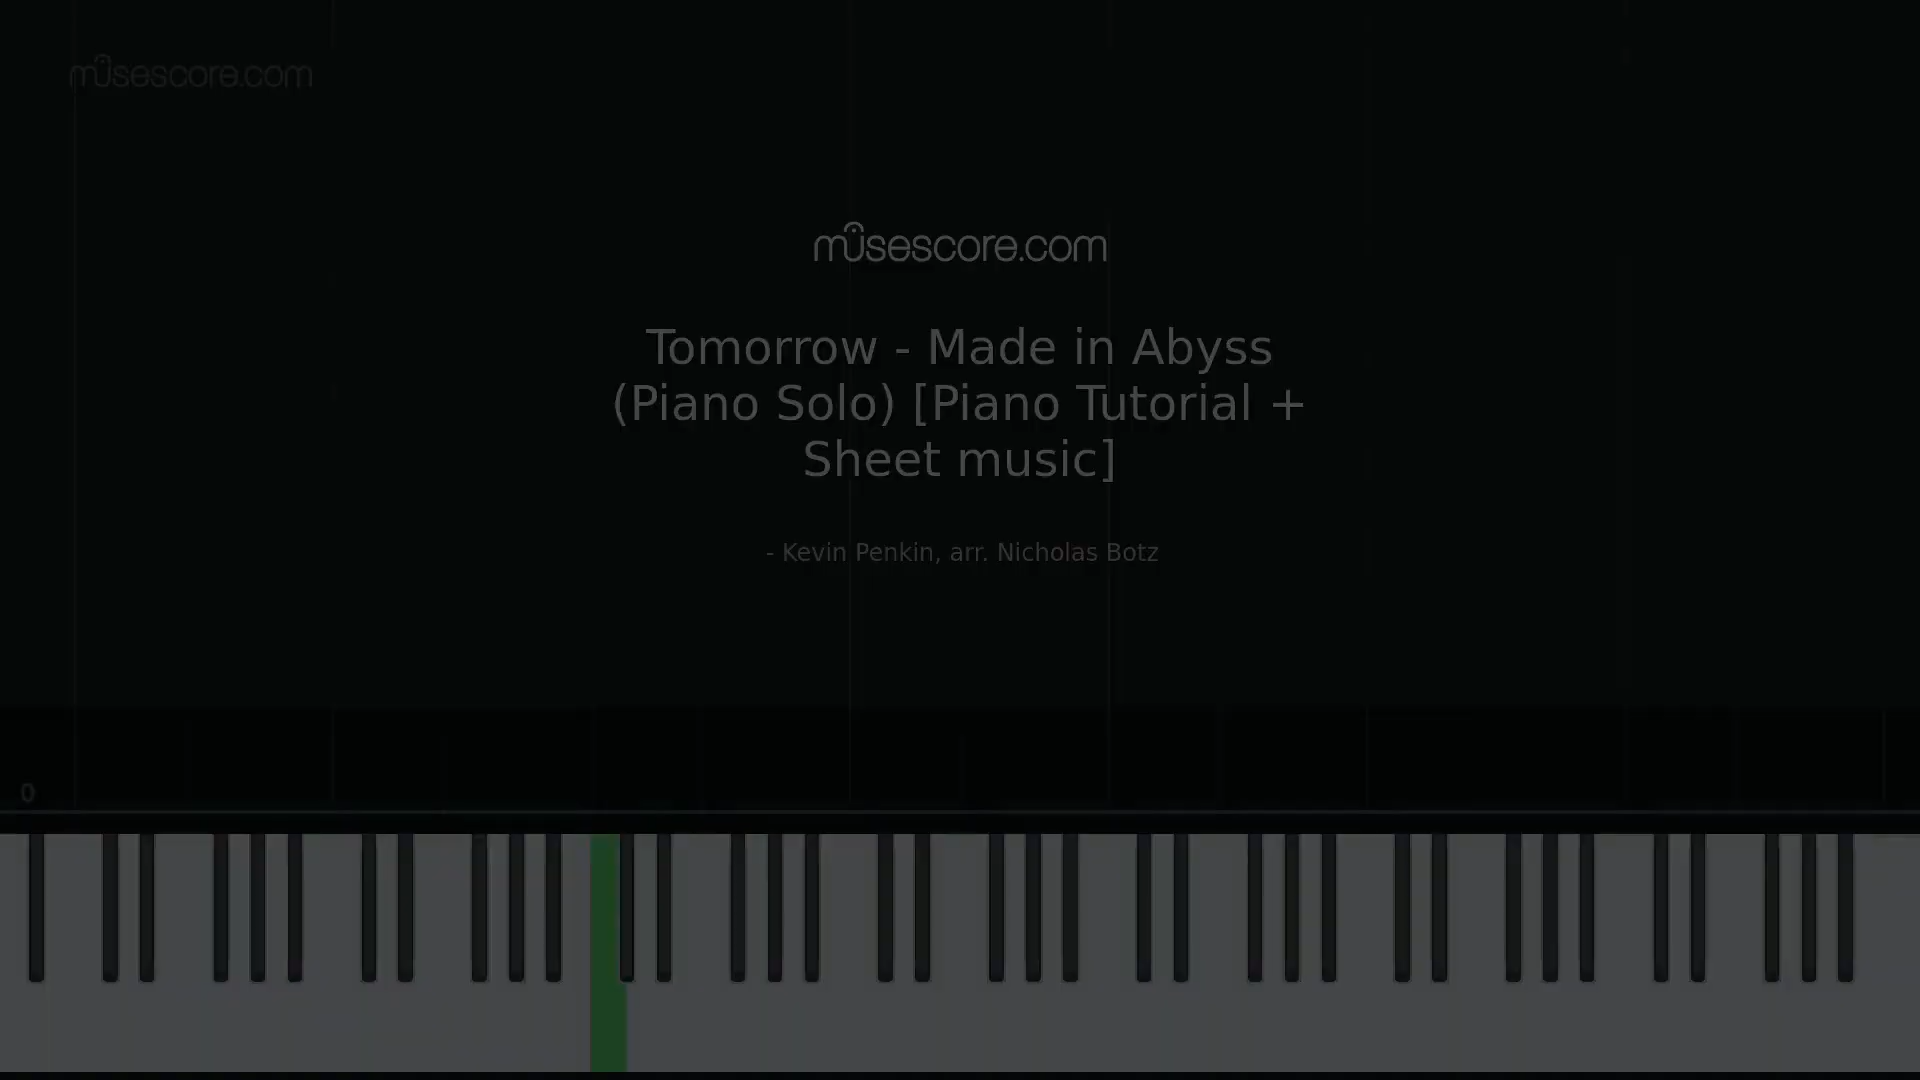 musescore.com
musescore.com
Tomorrow - Made in Abyss
(Piano Solo) [Piano Tutorial +
Sheet music]
- Kevin Penkin, arr. Nicholas Botz
0